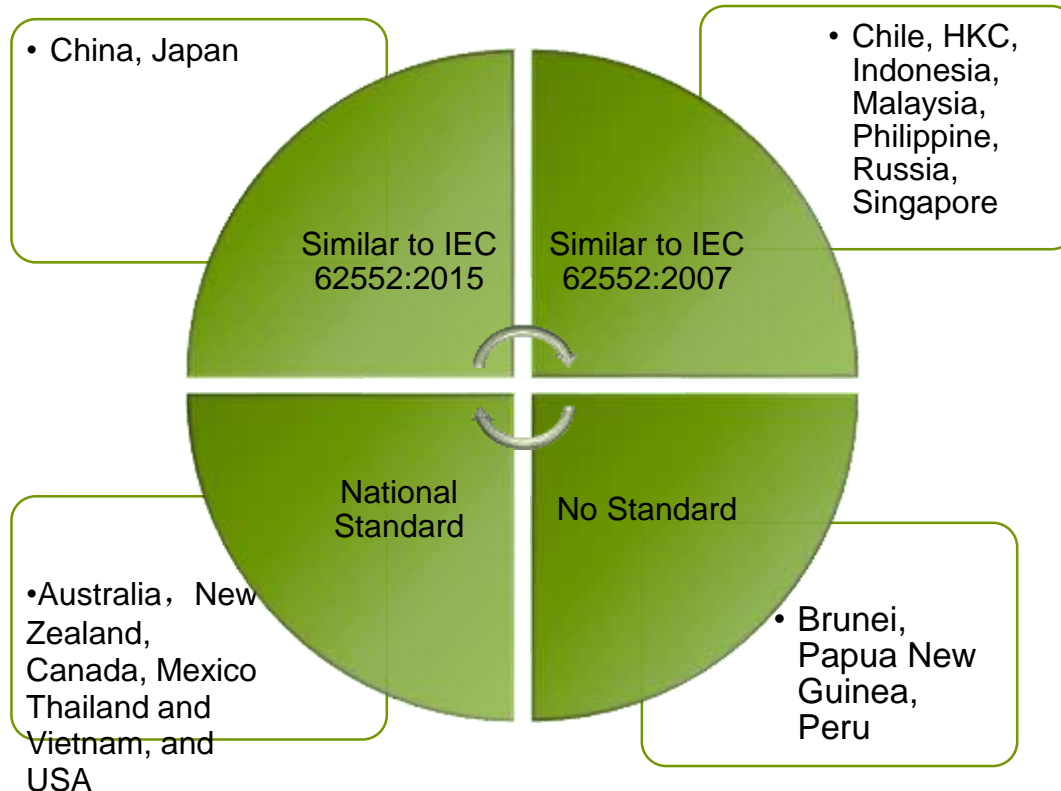 • China, Japan
• Chile, HKC,
Indonesia,
Malaysia,
Philippine,
Russia,
Singapore
Similar to IEC
62552:2015
Similar to IEC
62552:2007
National
Standard
No Standard
•Australia，New
Zealand,
Canada, Mexico
Thailand and
Vietnam, and
USA
• Brunei,
Papua New
Guinea,
Peru